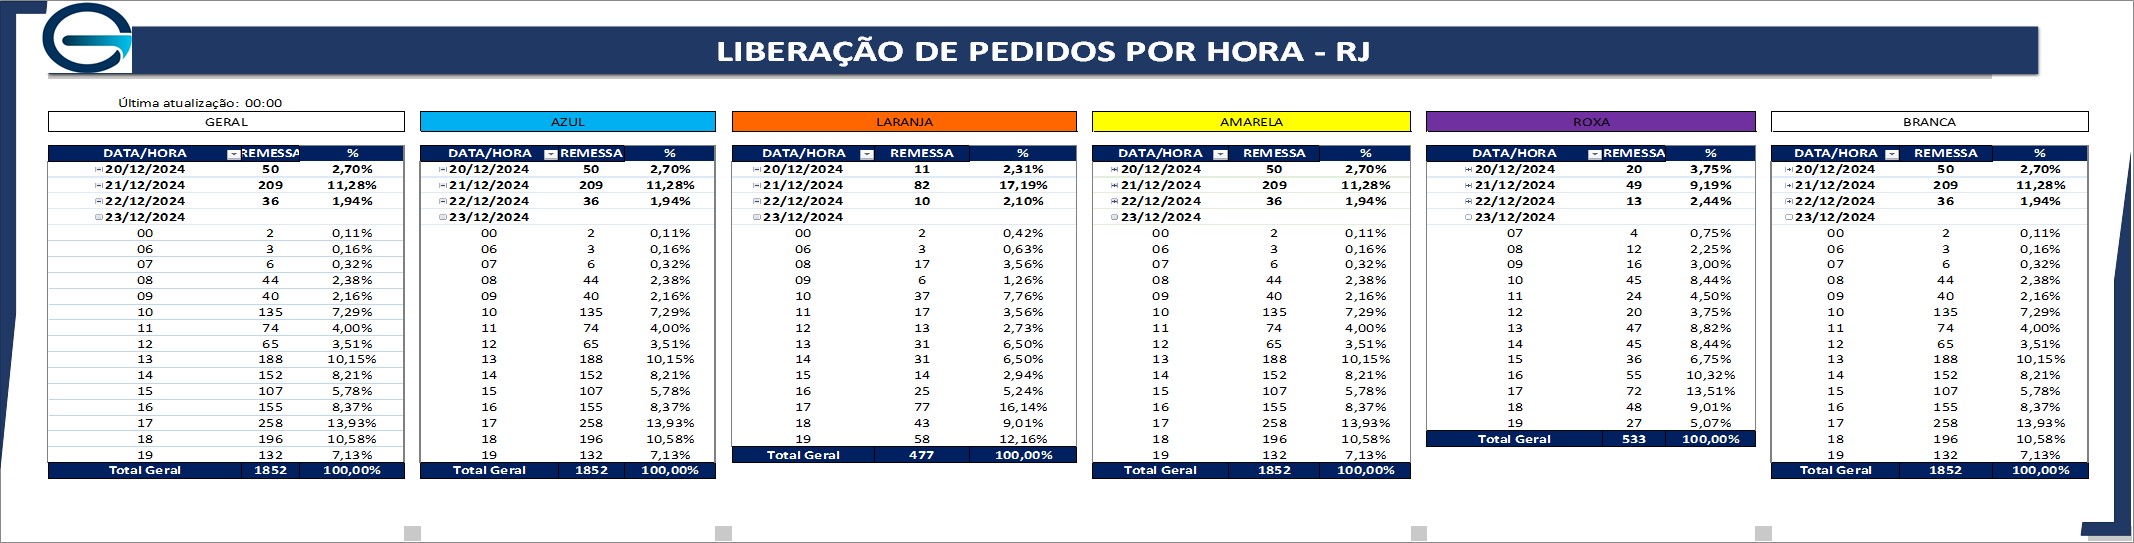 LIBERAÇÃO DE PEDIDOS POR HORA - RJ
Última atualização: 00:00
GERAL
DATA/HORA REMESSA %
20/12/2024 50 2,70%
21/12/2024 209 11,28%
22/12/2024 36 1,94%
23/12/2024
00 2 0,11%
06 3 0,16%
07 6 0,32%
08 44 2,38%
09 40 2,16%
10 135 7,29%
11 74 4,00%
12 65 3,51%
13 188 10,15%
14 152 8,21%
15 107 5,78%
16 155 8,37%
17 258 13,93%
18 196 10,58%
19 132 7,13%
Total Geral 1852 100,00%
AZUL
DATA/HORA REMESSA %
20/12/2024 50 2,70%
21/12/2024 209 11,28%
22/12/2024 36 1,94%
23/12/2024
00 2 0,11%
06 3 0,16%
07 6 0,32%
08 44 2,38%
09 40 2,16%
10 135 7,29%
11 74 4,00%
12 65 3,51%
13 188 10,15%
14 152 8,21%
15 107 5,78%
16 155 8,37%
17 258 13,93%
18 196 10,58%
19 132 7,13%
Total Geral 1852 100,00%
LARANJA
DATA/HORA REMESSA %
20/12/2024 11 2,31%
21/12/2024 82 17,19%
22/12/2024 10 2,10%
23/12/2024
00 2 0,42%
06 3 0,63%
08 17 3,56%
09 6 1,26%
10 37 7,76%
11 17 3,56%
12 13 2,73%
13 31 6,50%
14 31 6,50%
15 14 2,94%
16 25 5,24%
17 77 16,14%
18 43 9,01%
19 58 12,16%
Total Geral 477 100,00%
AMARELA
DATA/HORA REMESSA %
20/12/2024 50 2,70%
21/12/2024 209 11,28%
22/12/2024 36 1,94%
23/12/2024
00 2 0,11%
06 3 0,16%
07 6 0,32%
08 44 2,38%
09 40 2,16%
10 135 7,29%
11 74 4,00%
12 65 3,51%
13 188 10,15%
14 152 8,21%
15 107 5,78%
16 155 8,37%
17 258 13,93%
18 196 10,58%
19 132 7,13%
Total Geral 1852 100,00%
ROXA
DATA/HORA REMESSA %
20/12/2024 20 3,75%
21/12/2024 49 9,19%
22/12/2024 13 2,44%
23/12/2024
07 4 0,75%
08 12 2,25%
09 16 3,00%
10 45 8,44%
11 24 4,50%
12 20 3,75%
13 47 8,82%
14 45 8,44%
15 36 6,75%
16 55 10,32%
17 72 13,51%
18 48 9,01%
19 27 5,07%
Total Geral 533 100,00%
BRANCA
DATA/HORA REMESSA %
20/12/2024 50 2,70%
21/12/2024 209 11,28%
22/12/2024 36 1,94%
23/12/2024
00 2 0,11%
06 3 0,16%
07 6 0,32%
08 44 2,38%
09 40 2,16%
10 135 7,29%
11 74 4,00%
12 65 3,51%
13 188 10,15%
14 152 8,21%
15 107 5,78%
16 155 8,37%
17 258 13,93%
18 196 10,58%
19 132 7,13%
Total Geral 1852 100,00%